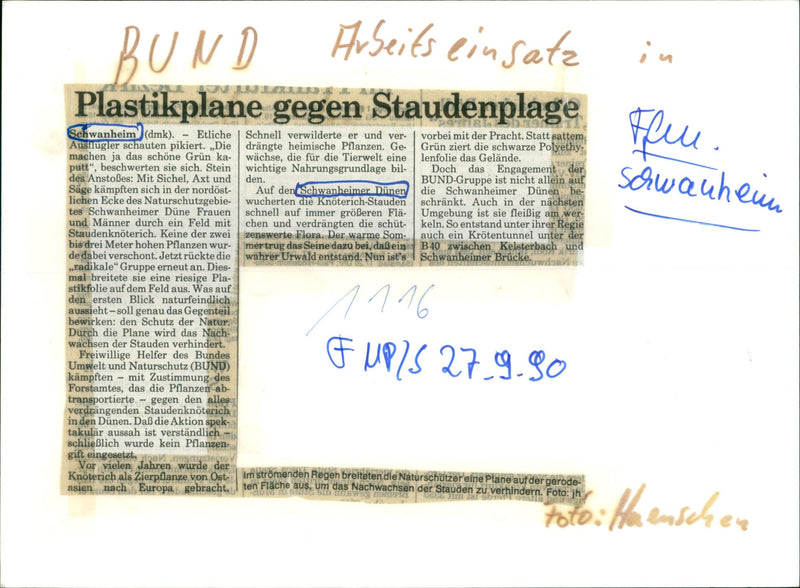 BUND Arbeitseinsatz in
Ffm.
Schwanheim
Plastikplane gegen Staudenplage
Schwanheim (dmk). – Etliche
Ausflügler schauten pikiert. „Die
machen ja das schöne Grün ka-
putt“, beschwerten sie sich. Stein
des Anstoßes: Mit Sichel, Axt und
Säge kämpften sich in der nordöst-
lichen Ecke des Naturschutzgebie-
tes Schwanheimer Düne Frauen
und Männer durch ein Feld mit
Staudenknöterich. Keine der zwei
bis drei Meter hohen Pflanzen wur-
de dabei verschont. Jetzt rückte die
„radikale“ Gruppe erneut an. Dies-
mal breitete sie eine riesige Pla-
stikfolie auf dem Feld aus. Was auf
den ersten Blick naturfeindlich
aussieht – soll genau das Gegenteil
bewirken: den Schutz der Natur.
Durch die Plane wird das Nach-
wachsen der Stauden verhindert.
Freiwillige Helfer des Bundes
Umwelt und Naturschutz (BUND)
kämpften – mit Zustimmung des
Forstamtes, das die Pflanzen ab-
transportierte – gegen den alles
verdrängenden Staudenknöterich
in den Dünen. Daß die Aktion spek-
takulär aussah ist verständlich –
schließlich wurde kein Pflanzen-
gift eingesetzt.
Vor vielen Jahren wurde der
Knöterich als Zierpflanze von Ost-
asien nach Europa gebracht.
Schnell verwilderte er und ver-
drängte heimische Pflanzen. Ge-
wächse, die für die Tierwelt eine
wichtige Nahrungsgrundlage bil-
den.
Auf den Schwanheimer Dünen
wucherten die Knöterich-Stauden
schnell auf immer größeren Flä-
chen und verdrängten die schüt-
zenswerte Flora. Der warme Som-
mer trug das Seine dazu bei, daß ein
wahrer Urwald entstand. Nun ist's
vorbei mit der Pracht. Statt sattem
Grün ziert die schwarze Polyethy-
lenfolie das Gelände.
Doch das Engagement der
BUND-Gruppe ist nicht allein auf
die Schwanheimer Dünen be-
schränkt. Auch in der nächsten
Umgebung ist sie fleißig am wer-
keln. So entstand unter ihrer Regie
auch ein Krötentunnel unter der
B40 zwischen Kelsterbach und
Schwanheimer Brücke.
1116
FNP/S 27.9.90
Im strömenden Regen breiteten die Naturschützer eine Plane auf der gerode-
ten Fläche aus, um das Nachwachsen der Stauden zu verhindern. Foto: jh
Foto: Haenschen